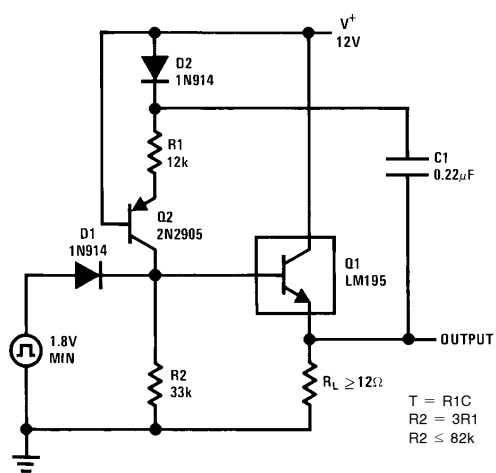 V+
12V
D2
1N914
R1
12k
C1
0.22μF
Q2
2N2905
D1
1N914
Q1
LM195
1.8V
MIN
OUTPUT
R2
33k
RL ≥ 12Ω
T = R1C
R2 = 3R1
R2 ≤ 82k